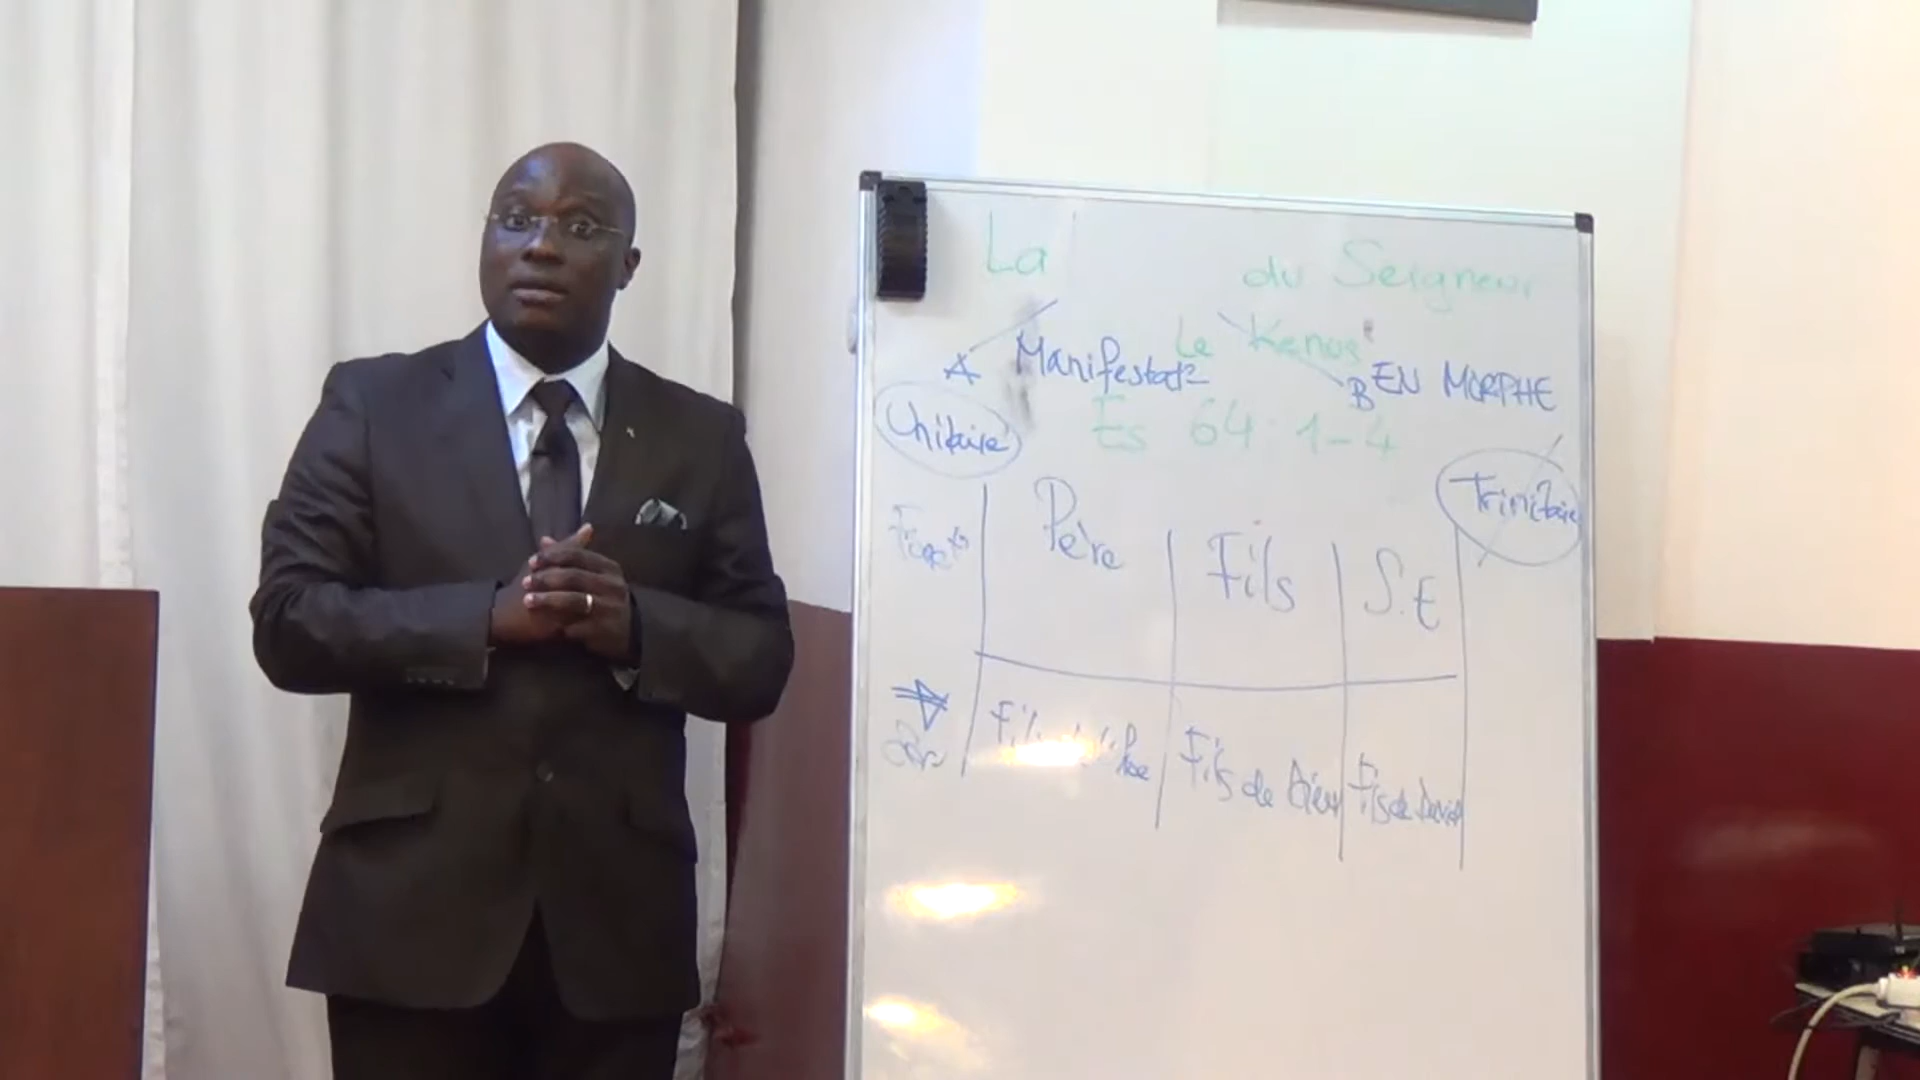 La du Seigneur
Le Kenos
A Manifestat° B EN MORPHE
Es 64 1-4
Unitaire Trinitaire
Père Fils S.E
Fils Fils de Dieu Fils de David